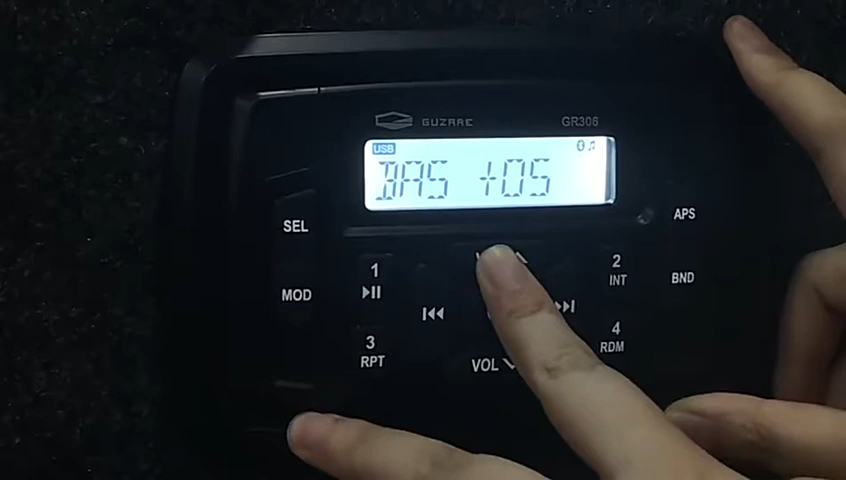 GUZARE
GR306
USB
BAS +05
SEL
APS
1
2
INT
BND
MOD
3
RPT
4
RDM
VOL